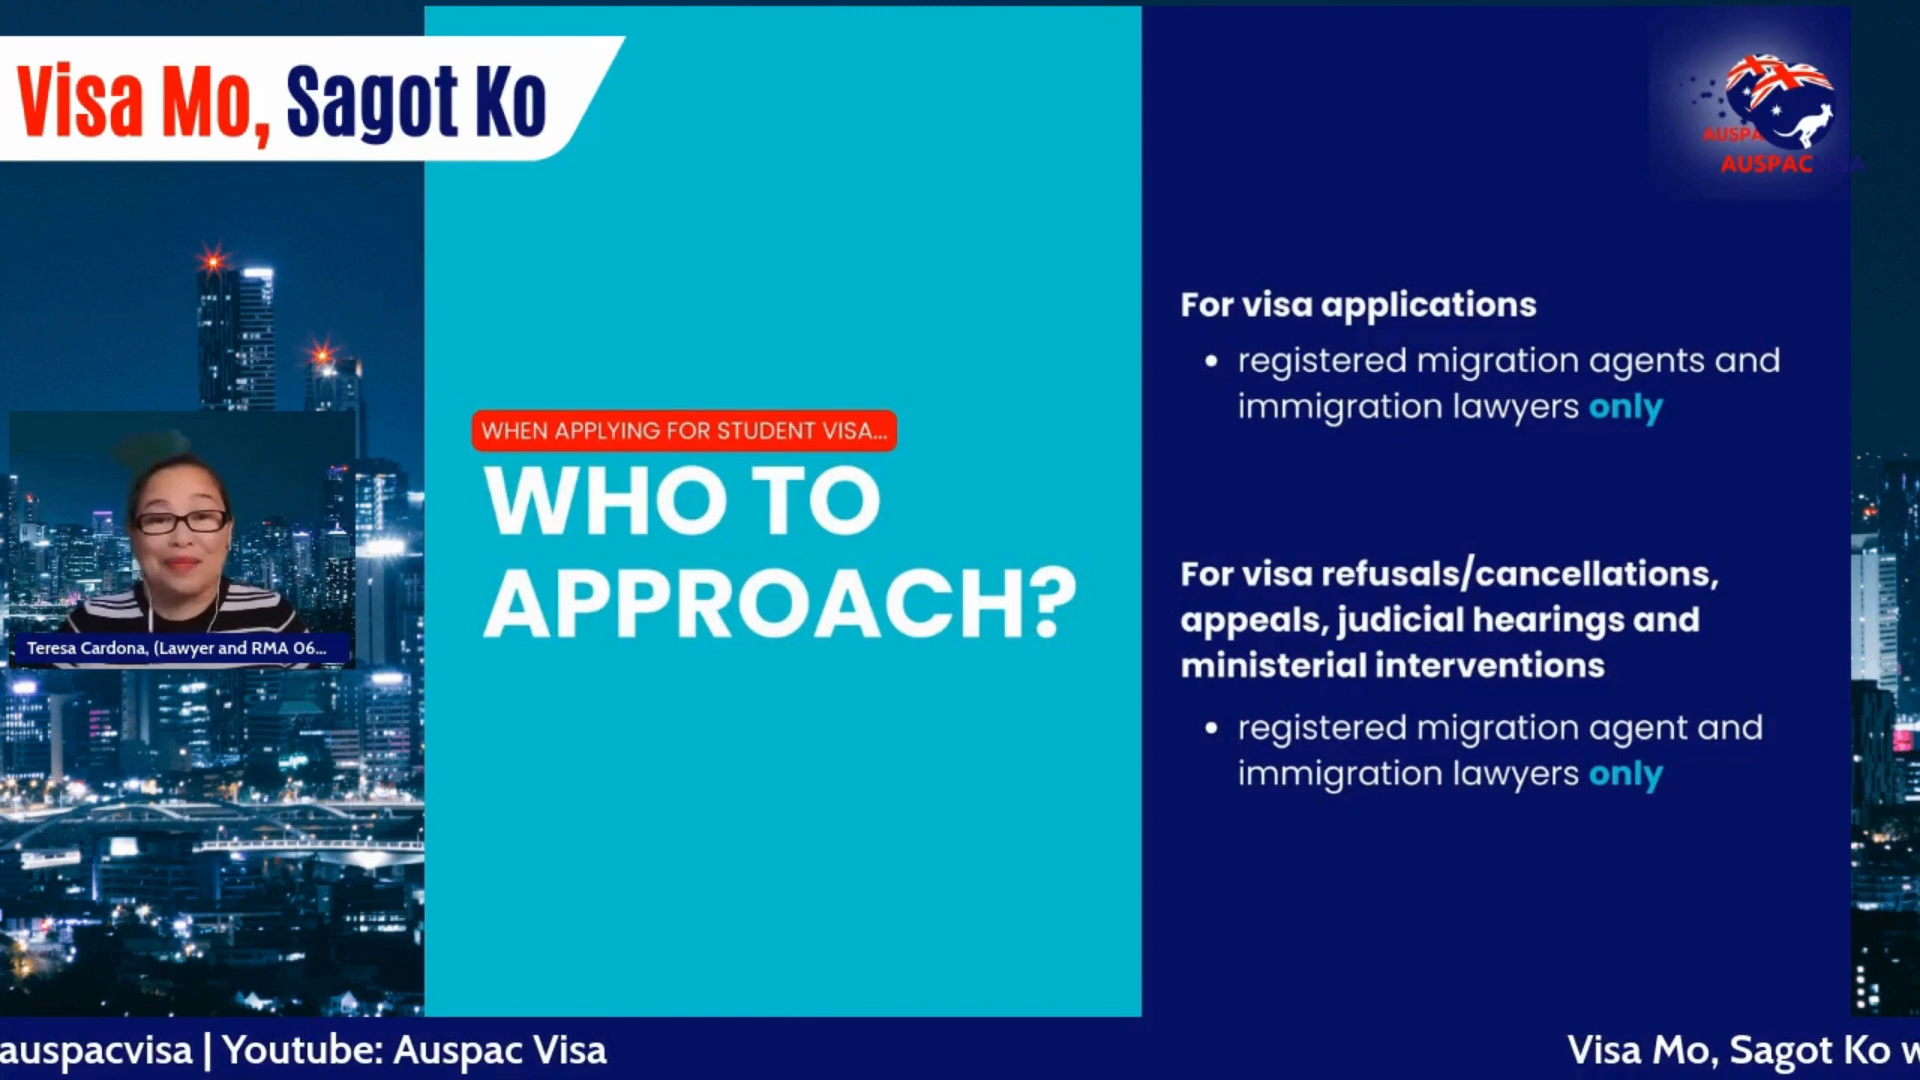 Visa Mo, Sagot Ko
AUSPA
AUSPAC
For visa applications
• registered migration agents and
immigration lawyers only
WHEN APPLYING FOR STUDENT VISA...
WHO TO
APPROACH?
For visa refusals/cancellations,
appeals, judicial hearings and
ministerial interventions
• registered migration agent and
immigration lawyers only
Teresa Cardona, (Lawyer and RMA 06...
auspacvisa | Youtube: Auspac Visa
Visa Mo, Sagot Ko w